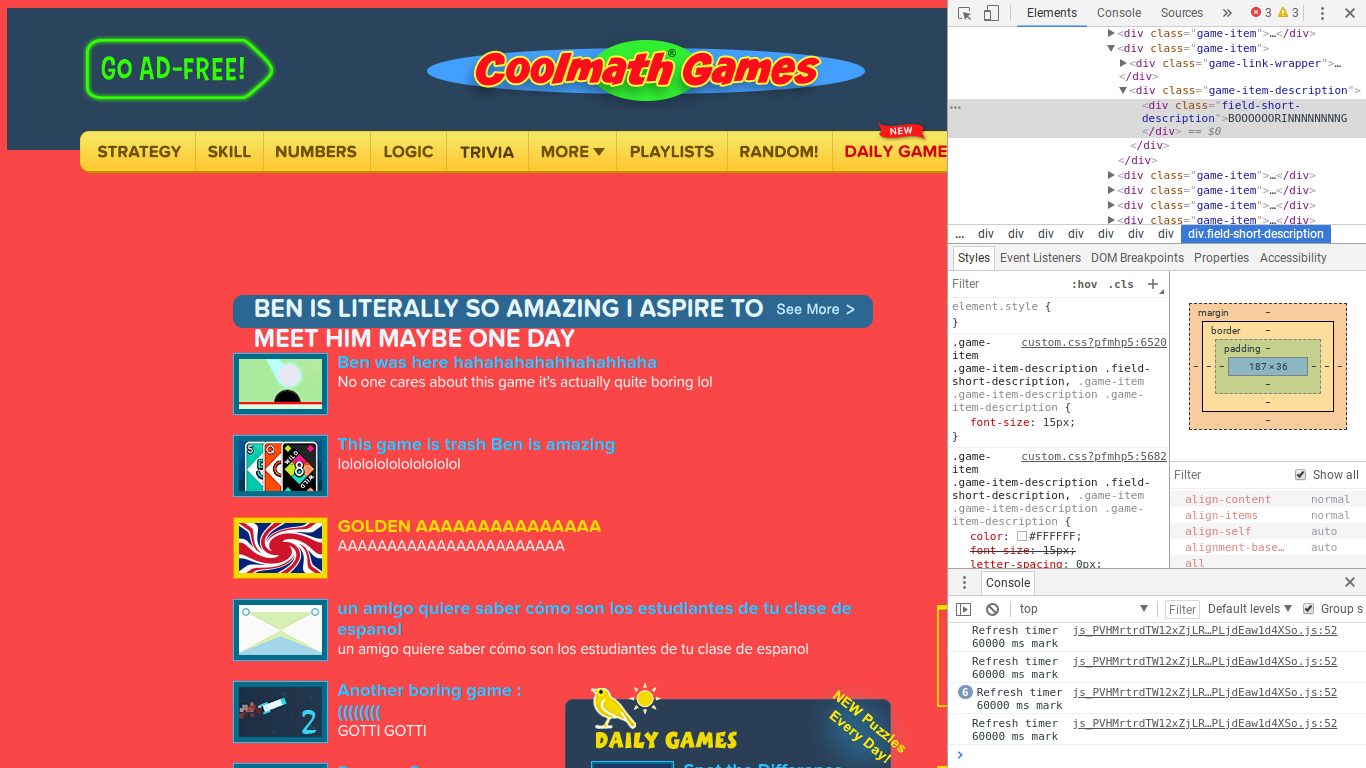 GO AD-FREE!
Coolmath Games®
NEW
STRATEGY SKILL NUMBERS LOGIC TRIVIA MORE PLAYLISTS RANDOM! DAILY GAME
BEN IS LITERALLY SO AMAZING I ASPIRE TO
MEET HIM MAYBE ONE DAY
See More >
Ben was here hahahahahahhahahhaha
No one cares about this game it's actually quite boring lol
This game is trash Ben is amazing
lolololololololololol
GOLDEN AAAAAAAAAAAAAAA
AAAAAAAAAAAAAAAAAAAAAAA
un amigo quiere saber cómo son los estudiantes de tu clase de
espanol
un amigo quiere saber cómo son los estudiantes de tu clase de espanol
Another boring game :
((((((((
GOTTI GOTTI
2
DAILY GAMES
NEW Puzzles
Every Day!
Elements Console Sources » 3 3
<div class="game-item">…</div>
<div class="game-item">
<div class="game-link-wrapper">…
</div>
<div class="game-item-description">
<div class="field-short-
description">BOOOOOORINNNNNNNNG
</div> == $0
</div>
</div>
<div class="game-item">…</div>
<div class="game-item">…</div>
<div class="game-item">…</div>
<div class="game-item">…</div>
... div div div div div div div div.field-short-description
Styles Event Listeners DOM Breakpoints Properties Accessibility
Filter :hov .cls +
element.style {
}
.game- custom.css?pfmhp5:6520
item
.game-item-description .field-
short-description, .game-item
.game-item-description .game-
item-description {
font-size: 15px;
}
.game- custom.css?pfmhp5:5682
item
.game-item-description .field-
short-description, .game-item
.game-item-description .game-
item-description {
color: #FFFFFF;
font-size: 15px;
letter-spacing: 0px;
margin -
border -
padding -
- - - 187 × 36 - - -
-
-
-
Filter Show all
align-content normal
align-items normal
align-self auto
alignment-base… auto
all
Console
top Filter Default levels Group s
Refresh timer js_PVHMrtrdTW12xZjLR…PLjdEaw1d4XSo.js:52
60000 ms mark
Refresh timer js_PVHMrtrdTW12xZjLR…PLjdEaw1d4XSo.js:52
60000 ms mark
6 Refresh timer js_PVHMrtrdTW12xZjLR…PLjdEaw1d4XSo.js:52
60000 ms mark
Refresh timer js_PVHMrtrdTW12xZjLR…PLjdEaw1d4XSo.js:52
60000 ms mark
>